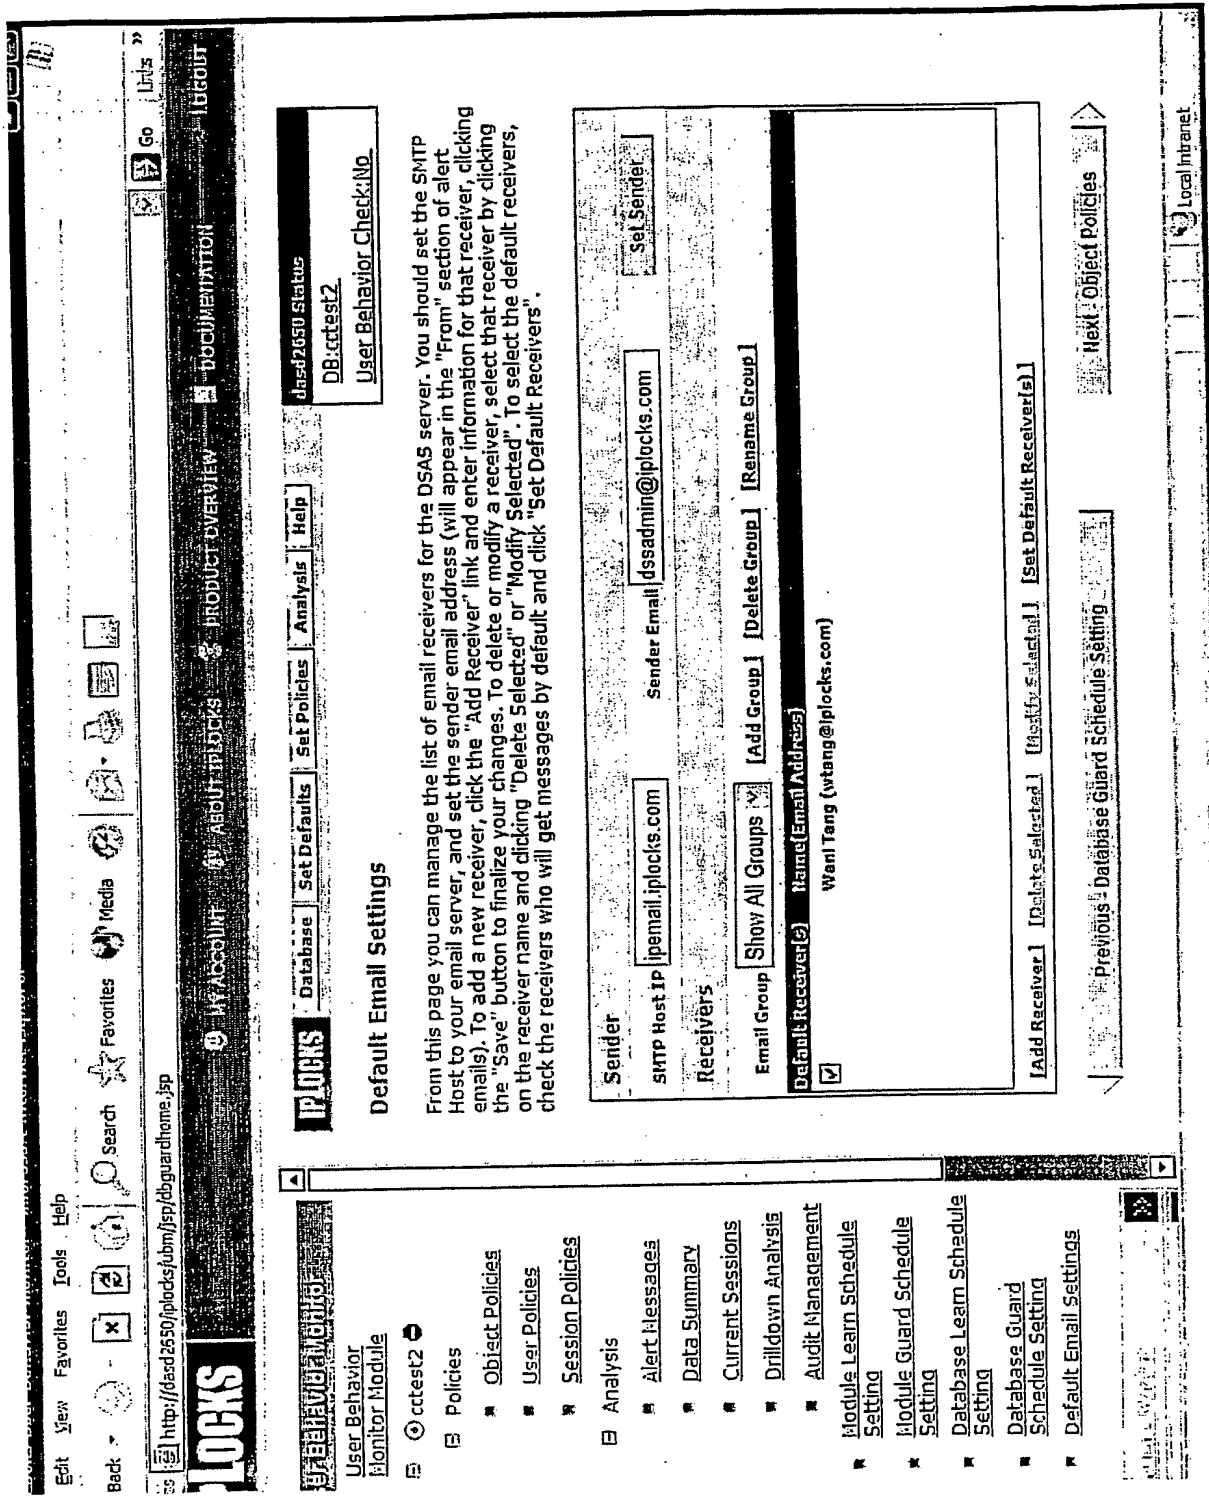 Edit View Favorites Tools Help
Back Search Favorites Media
http://dasd2650/iplocks/ubm/jsp/dbguardhome.jsp
Go Links »
LOCKS
MY ACCOUNT ABOUT IPLOCKS PRODUCT OVERVIEW DOCUMENTATION LOGOUT
User Behavior
Monitor Module
cctest2
Policies
Object Policies
User Policies
Session Policies
Analysis
Alert Messages
Data Summary
Current Sessions
Drilldown Analysis
Audit Management
Module Learn Schedule
Setting
Module Guard Schedule
Setting
Database Learn Schedule
Setting
Database Guard
Schedule Setting
Default Email Settings
IPLOCKS Database Set Defaults Set Policies Analysis Help
dasd2650 Status
DB:cctest2
User Behavior Check:No
Default Email Settings
From this page you can manage the list of email receivers for the DSAS server. You should set the SMTP
Host to your email server, and set the sender email address (will appear in the "From" section of alert
emails). To add a new receiver, click the "Add Receiver" link and enter information for that receiver, clicking
the "Save" button to finalize your changes. To delete or modify a receiver, select that receiver by clicking
on the receiver name and clicking "Delete Selected" or "Modify Selected". To select the default receivers,
check the receivers who will get messages by default and click "Set Default Receivers".
Sender
SMTP Host IP ipemail.iplocks.com Sender Email dssadmin@iplocks.com Set Sender
Receivers
Email Group Show All Groups [Add Group] [Delete Group] [Rename Group]
Default Receiver(s) Name(Email Address)
Wani Tang (wtang@iplocks.com)
[Add Receiver] [Delete Selected] [Modify Selected] [Set Default Receiver(s)]
Previous - Database Guard Schedule Setting
Next - Object Policies
Local Intranet